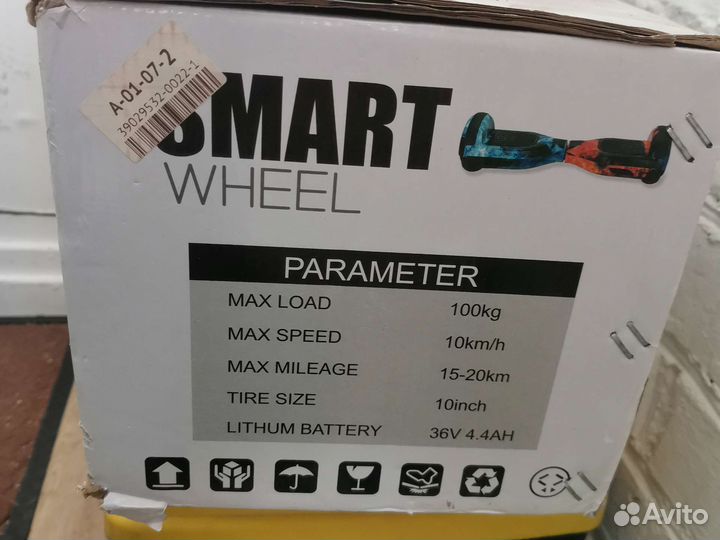 A-01-07-2
39029532-0022-1
SMART
WHEEL
PARAMETER
MAX LOAD 100kg
MAX SPEED 10km/h
MAX MILEAGE 15-20km
TIRE SIZE 10inch
LITHUM BATTERY 36V 4.4AH
Avito